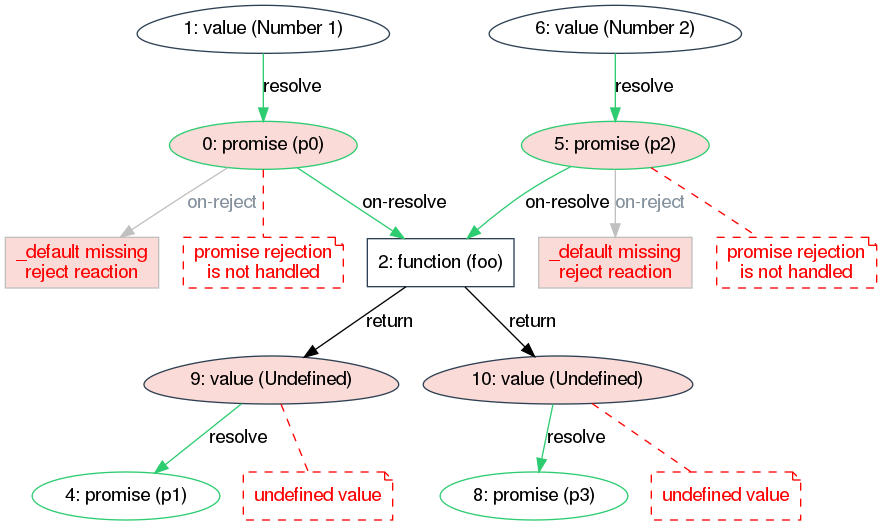 1: value (Number 1)
6: value (Number 2)
resolve
resolve
0: promise (p0)
5: promise (p2)
on-reject
on-resolve
on-resolve
on-reject
_default missing
reject reaction
promise rejection
is not handled
2: function (foo)
_default missing
reject reaction
promise rejection
is not handled
return
return
9: value (Undefined)
10: value (Undefined)
resolve
resolve
4: promise (p1)
undefined value
8: promise (p3)
undefined value